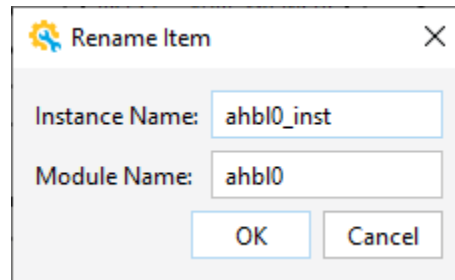 Rename Item
Instance Name: ahbl0_inst
Module Name: ahbl0
OK Cancel